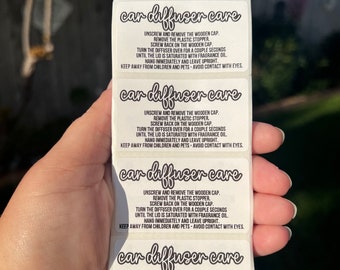 car diffuser care
UNSCREW AND REMOVE THE WOODEN CAP.
REMOVE THE PLASTIC STOPPER.
SCREW BACK ON THE WOODEN CAP.
TURN THE DIFFUSER OVER FOR A COUPLE SECONDS
UNTIL THE LID IS SATURATED WITH FRAGRANCE OIL.
HANG IMMEDIATELY AND LEAVE UPRIGHT.
KEEP AWAY FROM CHILDREN AND PETS - AVOID CONTACT WITH EYES.
car diffuser care
UNSCREW AND REMOVE THE WOODEN CAP.
REMOVE THE PLASTIC STOPPER.
SCREW BACK ON THE WOODEN CAP.
TURN THE DIFFUSER OVER FOR A COUPLE SECONDS
UNTIL THE LID IS SATURATED WITH FRAGRANCE OIL.
HANG IMMEDIATELY AND LEAVE UPRIGHT.
KEEP AWAY FROM CHILDREN AND PETS - AVOID CONTACT WITH EYES.
car diffuser care
UNSCREW AND REMOVE THE WOODEN CAP.
REMOVE THE PLASTIC STOPPER.
SCREW BACK ON THE WOODEN CAP.
TURN THE DIFFUSER OVER FOR A COUPLE SECONDS
UNTIL THE LID IS SATURATED WITH FRAGRANCE OIL.
HANG IMMEDIATELY AND LEAVE UPRIGHT.
KEEP AWAY FROM CHILDREN AND PETS - AVOID CONTACT WITH EYES.
car diffuser care